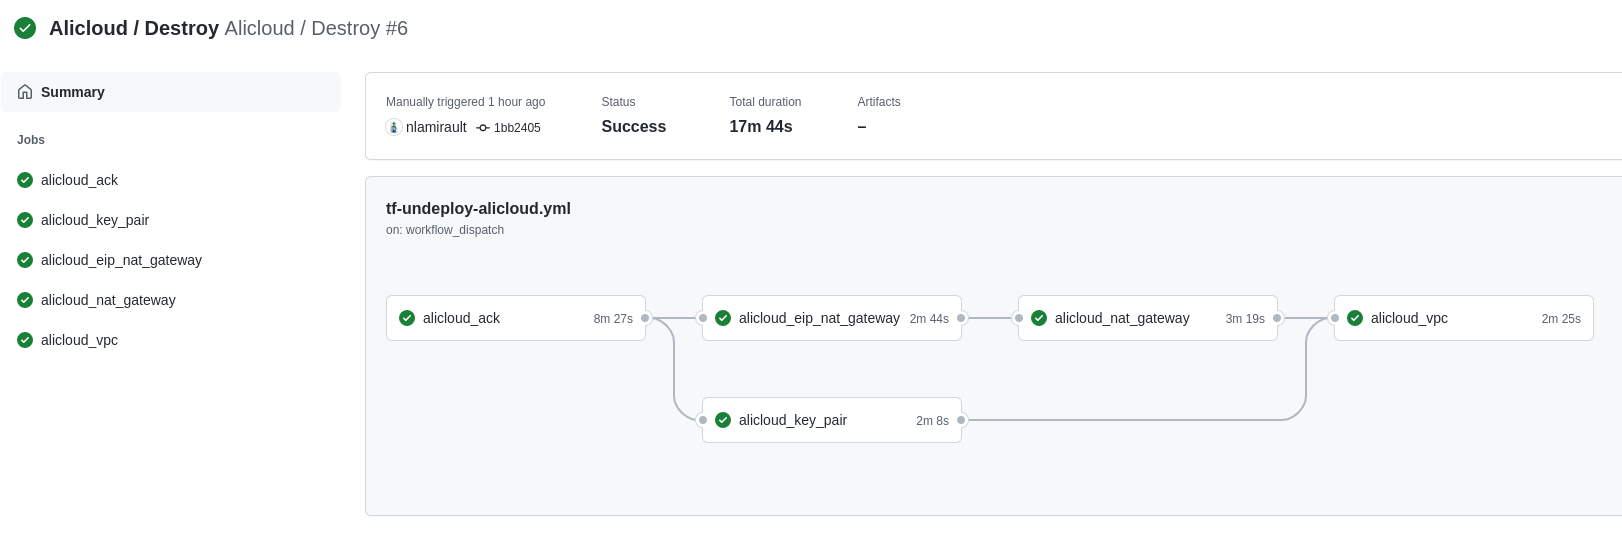 Alicloud / Destroy Alicloud / Destroy #6
Summary
Jobs
alicloud_ack
alicloud_key_pair
alicloud_eip_nat_gateway
alicloud_nat_gateway
alicloud_vpc
Manually triggered 1 hour ago
nlamirault 1bb2405
Status
Success
Total duration
17m 44s
Artifacts
–
tf-undeploy-alicloud.yml
on: workflow_dispatch
alicloud_ack 8m 27s
alicloud_eip_nat_gateway 2m 44s
alicloud_nat_gateway 3m 19s
alicloud_vpc 2m 25s
alicloud_key_pair 2m 8s